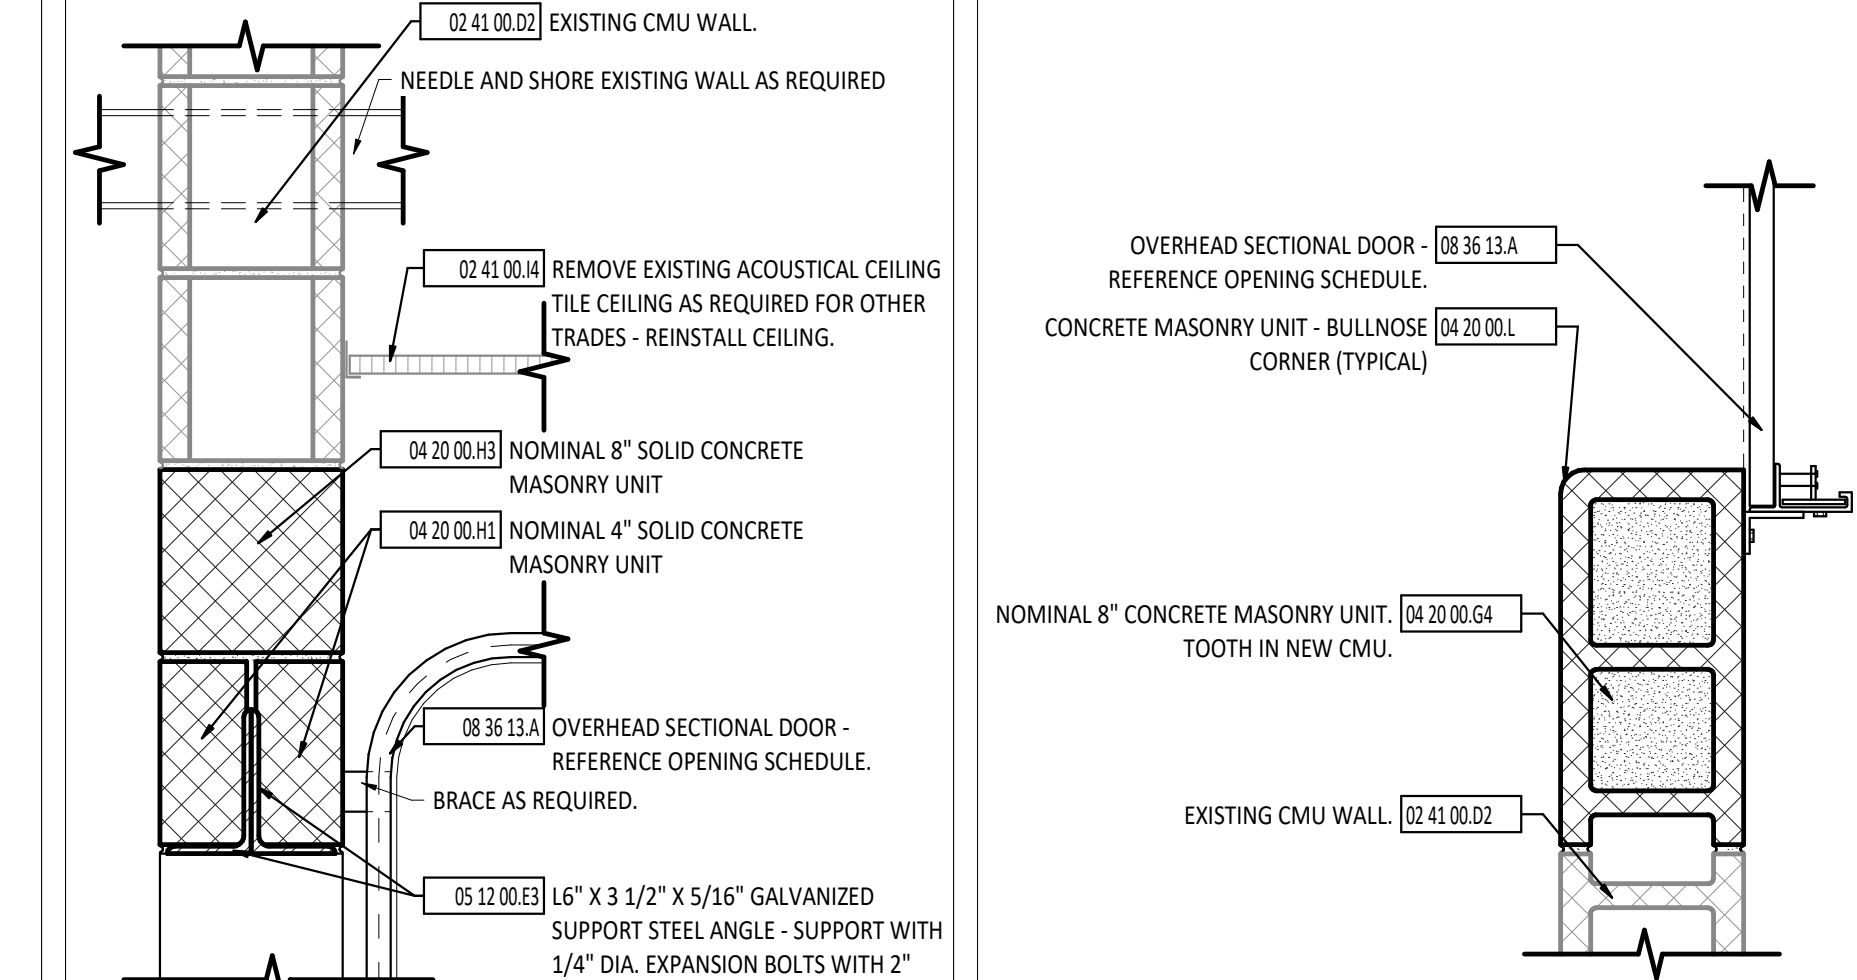 02 41 00.D2 EXISTING CMU WALL.
NEEDLE AND SHORE EXISTING WALL AS REQUIRED
02 41 00.I4 REMOVE EXISTING ACOUSTICAL CEILING
TILE CEILING AS REQUIRED FOR OTHER
TRADES - REINSTALL CEILING.
04 20 00.H3 NOMINAL 8" SOLID CONCRETE
MASONRY UNIT
04 20 00.H1 NOMINAL 4" SOLID CONCRETE
MASONRY UNIT
08 36 13.A OVERHEAD SECTIONAL DOOR -
REFERENCE OPENING SCHEDULE.
BRACE AS REQUIRED.
05 12 00.E3 L6" X 3 1/2" X 5/16" GALVANIZED
SUPPORT STEEL ANGLE - SUPPORT WITH
1/4" DIA. EXPANSION BOLTS WITH 2"
OVERHEAD SECTIONAL DOOR - 08 36 13.A
REFERENCE OPENING SCHEDULE.
CONCRETE MASONRY UNIT - BULLNOSE 04 20 00.L
CORNER (TYPICAL)
NOMINAL 8" CONCRETE MASONRY UNIT. 04 20 00.G4
TOOTH IN NEW CMU.
EXISTING CMU WALL. 02 41 00.D2